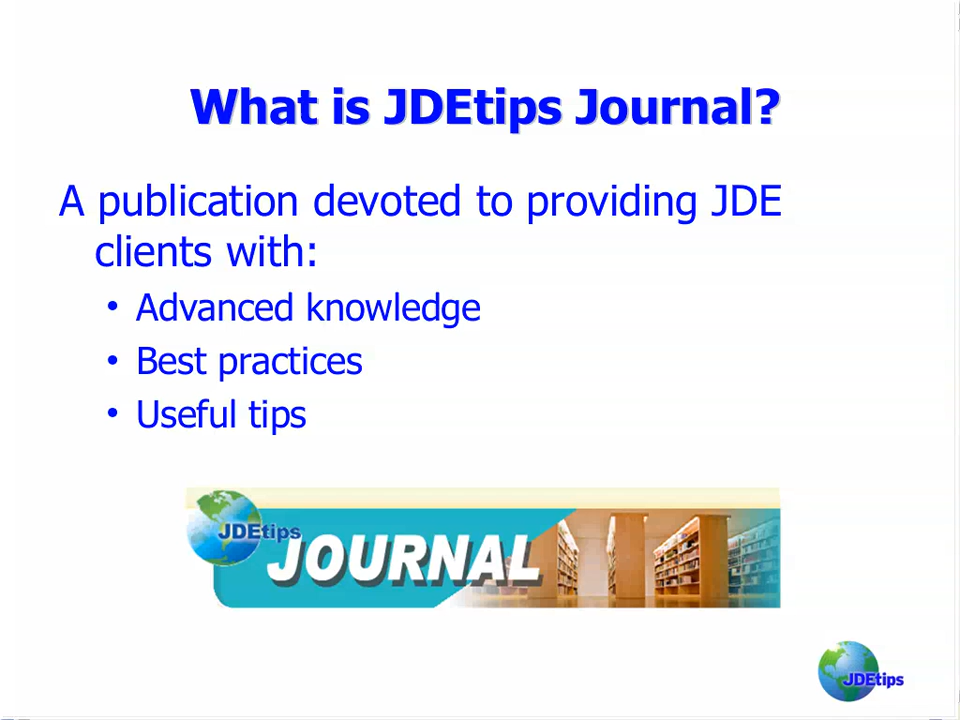 What is JDEtips Journal?
A publication devoted to providing JDE
clients with:
• Advanced knowledge
• Best practices
• Useful tips
JDEtips
JOURNAL
JDEtips